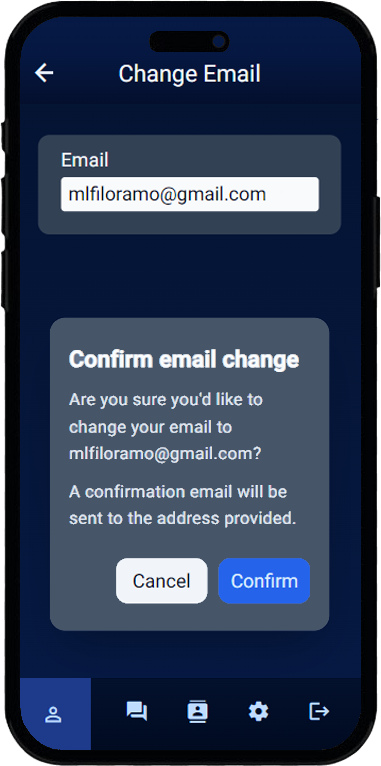 Change Email
Email
mlfiloramo@gmail.com
Confirm email change
Are you sure you'd like to
change your email to
mlfiloramo@gmail.com?
A confirmation email will be
sent to the address provided.
Cancel
Confirm